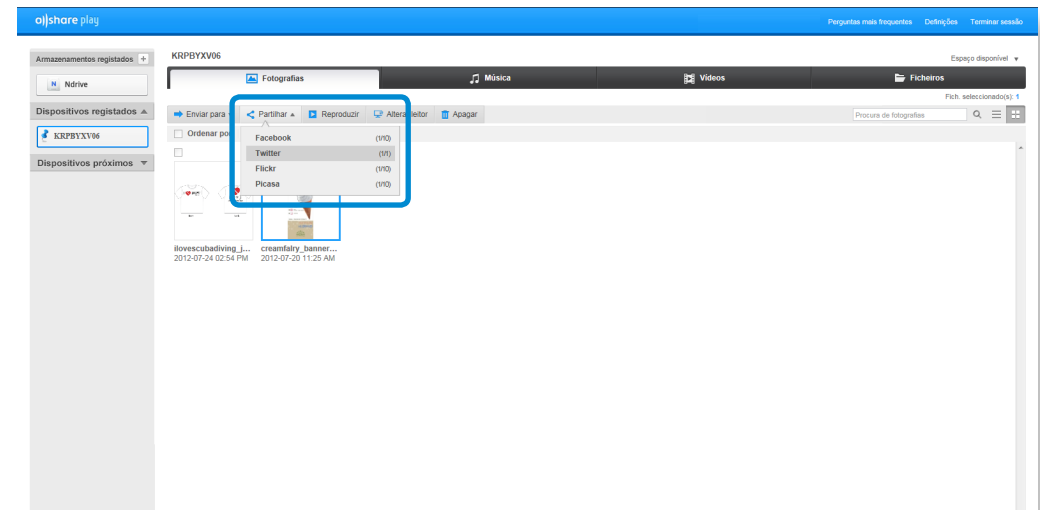 allshare play
Perguntas mais frequentes Definições Terminar sessão
Armazenamentos registados +
N Ndrive
Dispositivos registados
KRPBYXV06
Dispositivos próximos
KRPBYXV06
Espaço disponível
Fotografias Música Vídeos Ficheiros
Fich. seleccionado(s): 1
Enviar para Partilhar Reproduzir Altera leitor Apagar
Procura de fotografias
Ordenar por
Facebook (1/10)
Twitter (1/1)
Flickr (1/10)
Picasa (1/10)
ilovescubadiving_j... creamfalry_banner...
2012-07-24 02:54 PM 2012-07-20 11:25 AM